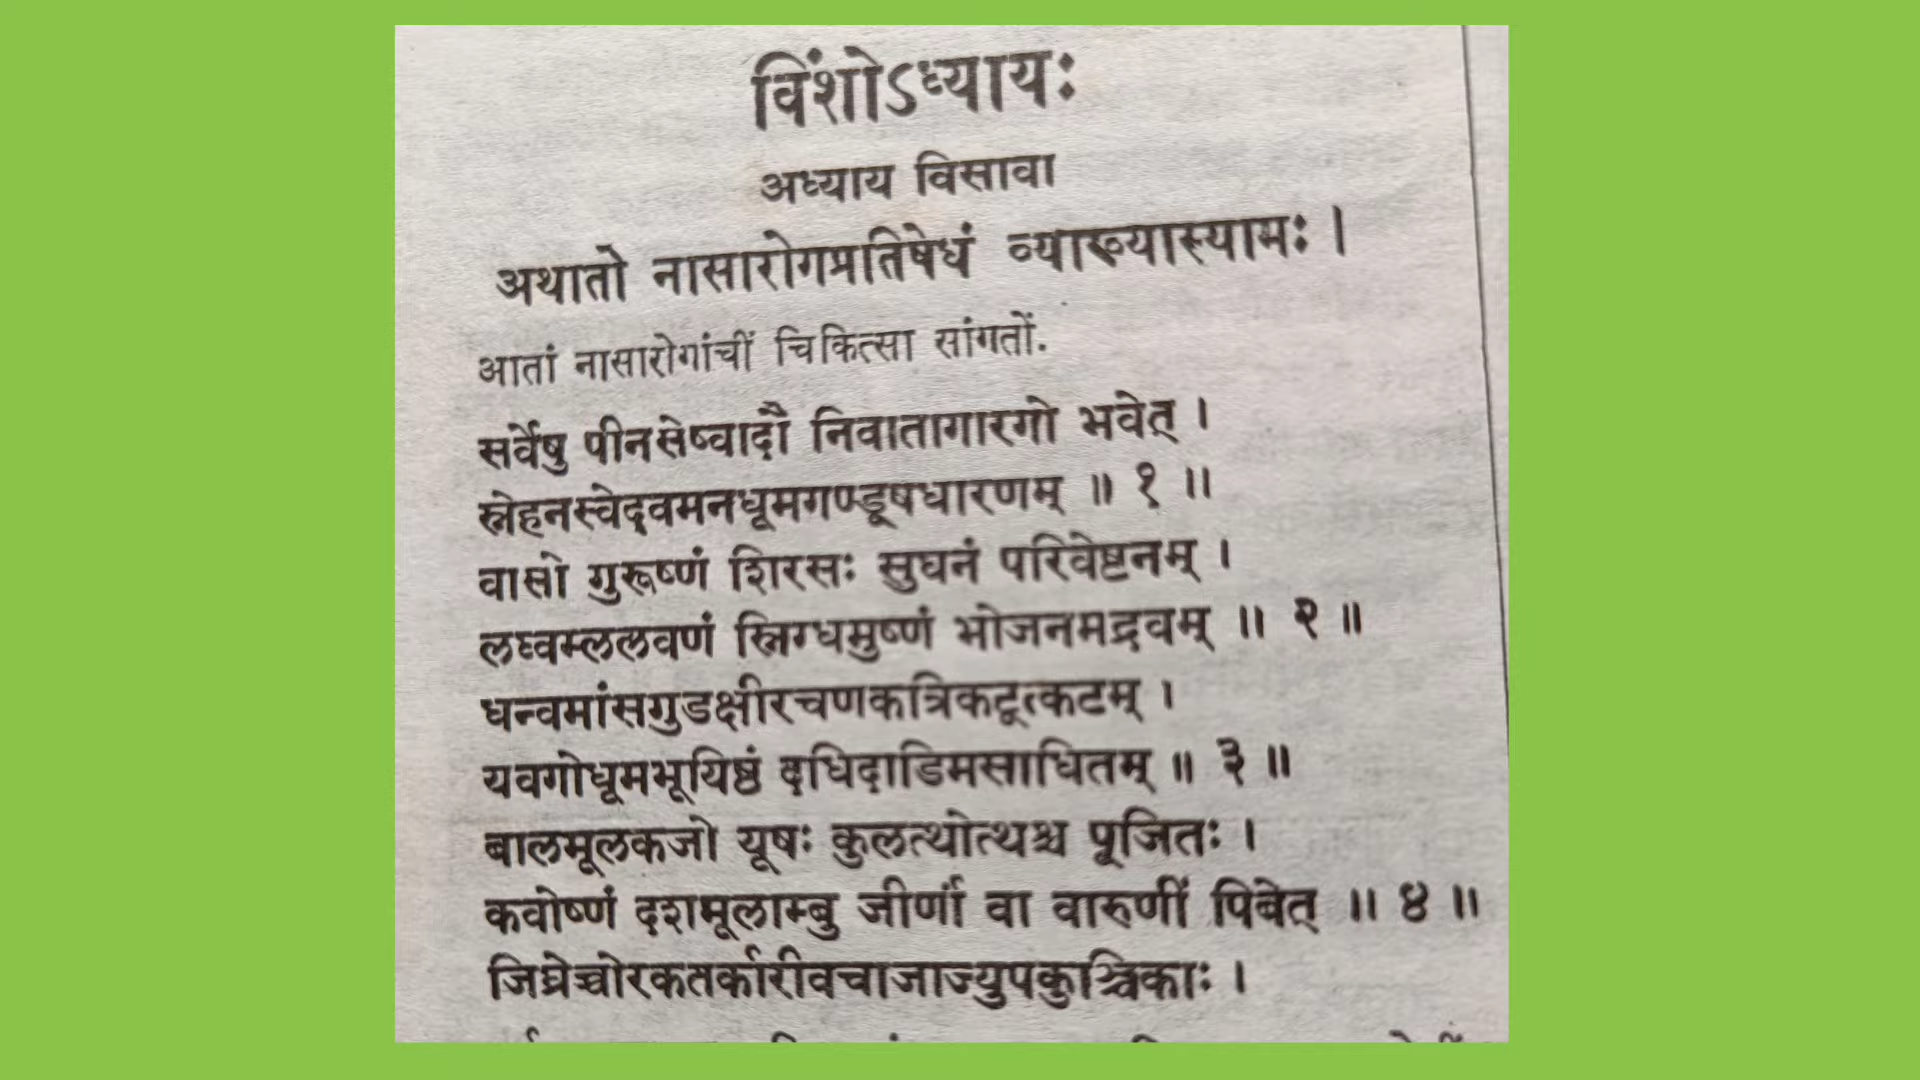 विंशोऽध्यायः
अध्याय विसावा
अथातो नासारोगप्रतिषेधं व्याख्यास्यामः ।
आतां नासारोगांचीं चिकित्सा सांगतों.
सर्वेषु पीनसेष्वादौ निवातागारगो भवेत् ।
स्नेहनस्वेदवमनधूमगण्डूषधारणम् ॥ १ ॥
वासो गुरूष्णं शिरसः सुघनं परिवेष्टनम् ।
लघ्वम्ललवणं स्निग्धमुष्णं भोजनमद्रवम् ॥ २ ॥
धन्वमांसगुडक्षीरचणकत्रिकटूत्कटम् ।
यवगोधूमभूयिष्ठं दधिदाडिमसाधितम् ॥ ३ ॥
बालमूलकजो यूषः कुलत्थोत्थश्च पूजितः ।
कवोष्णं दशमूलाम्बु जीर्णां वा वारुणीं पिबेत् ॥ ४ ॥
जिघ्रेच्चोरकतर्कारीवचाजाज्युपकुञ्चिकाः ।